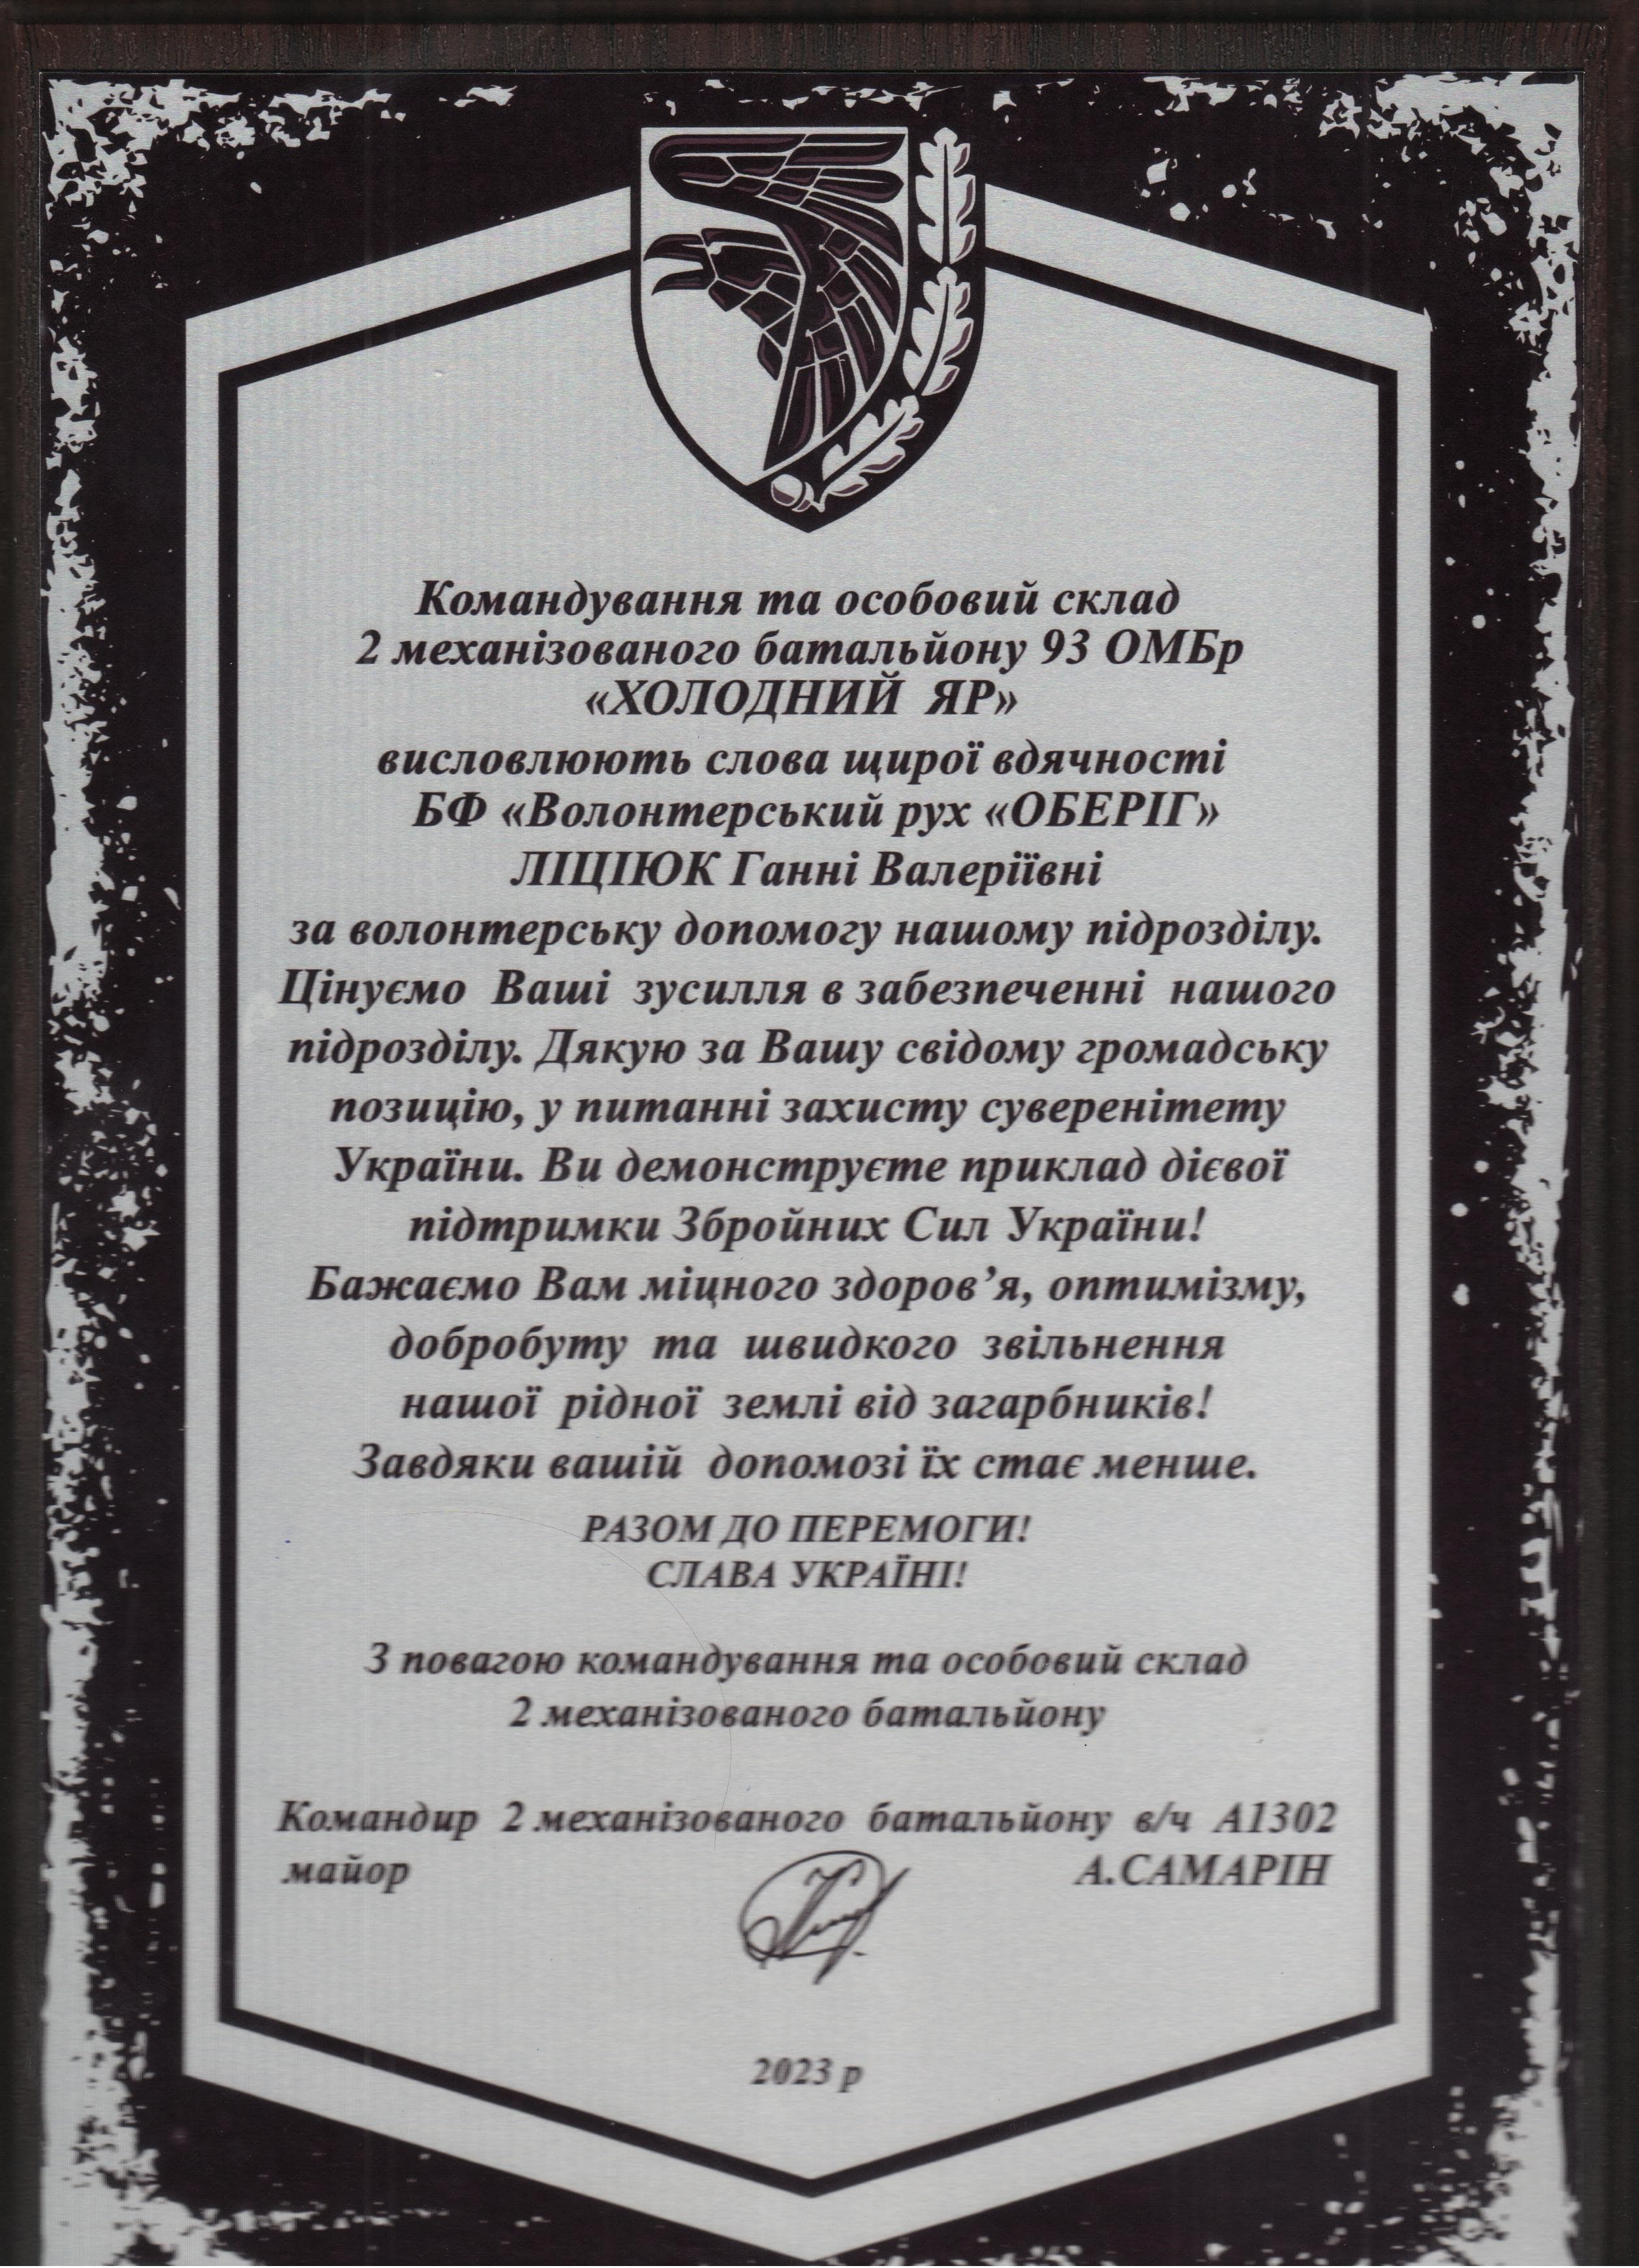 Командування та особовий склад
2 механізованого батальйону 93 ОМБр
«ХОЛОДНИЙ ЯР»
висловлюють слова щирої вдячності
БФ «Волонтерський рух «ОБЕРІГ»
ЛІЦІЮК Ганні Валеріївні
за волонтерську допомогу нашому підрозділу.
Цінуємо Ваші зусилля в забезпеченні нашого
підрозділу. Дякую за Вашу свідому громадську
позицію, у питанні захисту суверенітету
України. Ви демонструєте приклад дієвої
підтримки Збройних Сил України!
Бажаємо Вам міцного здоров’я, оптимізму,
добробуту та швидкого звільнення
нашої рідної землі від загарбників!
Завдяки вашій допомозі їх стає менше.
РАЗОМ ДО ПЕРЕМОГИ!
СЛАВА УКРАЇНІ!
З повагою командування та особовий склад
2 механізованого батальйону
Командир 2 механізованого батальйону в/ч А1302
майор А.САМАРІН
2023 р